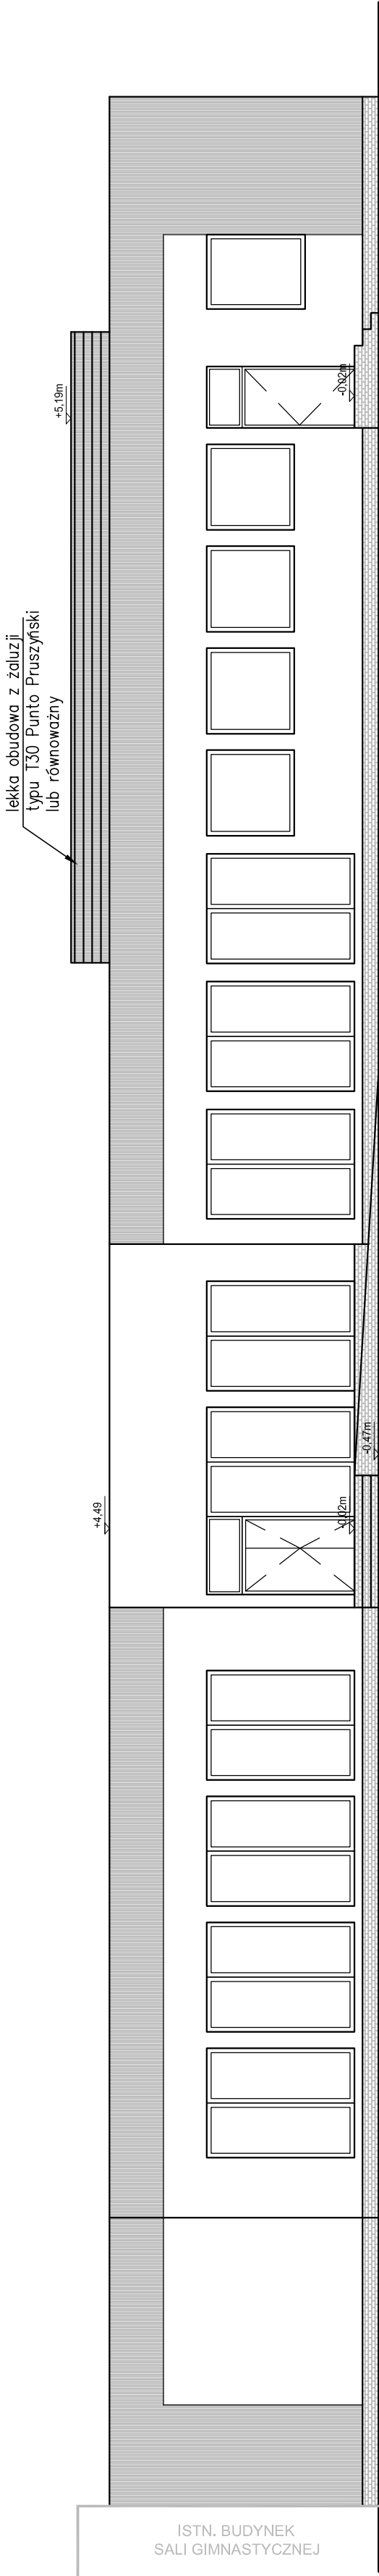 lekka obudowa z żaluzji
typu T30 Punto Pruszyński
lub równoważny
+5,19m
-0.02m
+4,49
-0.02m
-0.47m
ISTN. BUDYNEK
SALI GIMNASTYCZNEJ